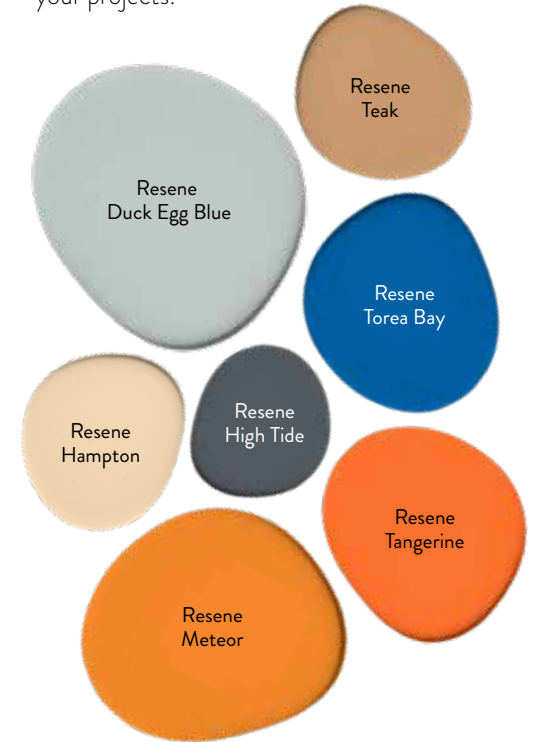 your projects.
Resene
Teak
Resene
Duck Egg Blue
Resene
Torea Bay
Resene
High Tide
Resene
Hampton
Resene
Tangerine
Resene
Meteor